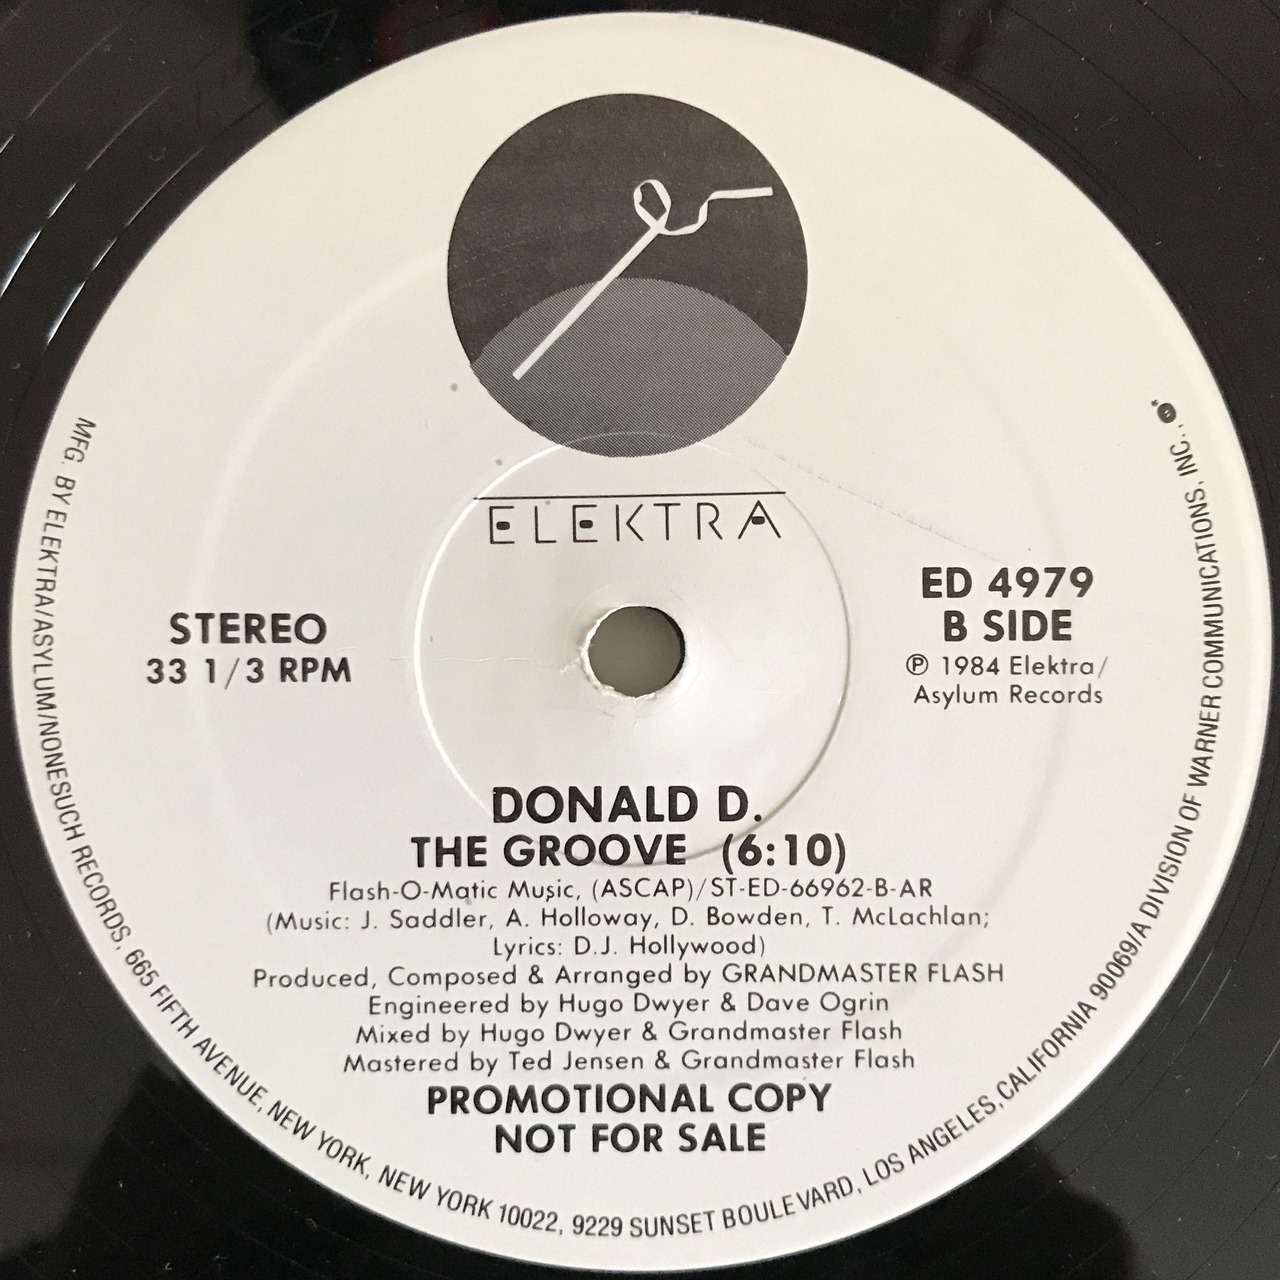 ELEKTRA
STEREO
33 1/3 RPM
ED 4979
B SIDE
℗ 1984 Elektra/
Asylum Records
DONALD D.
THE GROOVE (6:10)
Flash-O-Matic Music, (ASCAP)/ST-ED-66962-B-AR
(Music: J. Saddler, A. Holloway, D. Bowden, T. McLachlan;
Lyrics: D.J. Hollywood)
Produced, Composed & Arranged by GRANDMASTER FLASH
Engineered by Hugo Dwyer & Dave Ogrin
Mixed by Hugo Dwyer & Grandmaster Flash
Mastered by Ted Jensen & Grandmaster Flash
PROMOTIONAL COPY
NOT FOR SALE
MFG. BY ELEKTRA/ASYLUM/NONESUCH RECORDS, 665 FIFTH AVENUE, NEW YORK, NEW YORK 10022, 9229 SUNSET BOULEVARD, LOS ANGELES, CALIFORNIA 90069/A DIVISION OF WARNER COMMUNICATIONS, INC.,